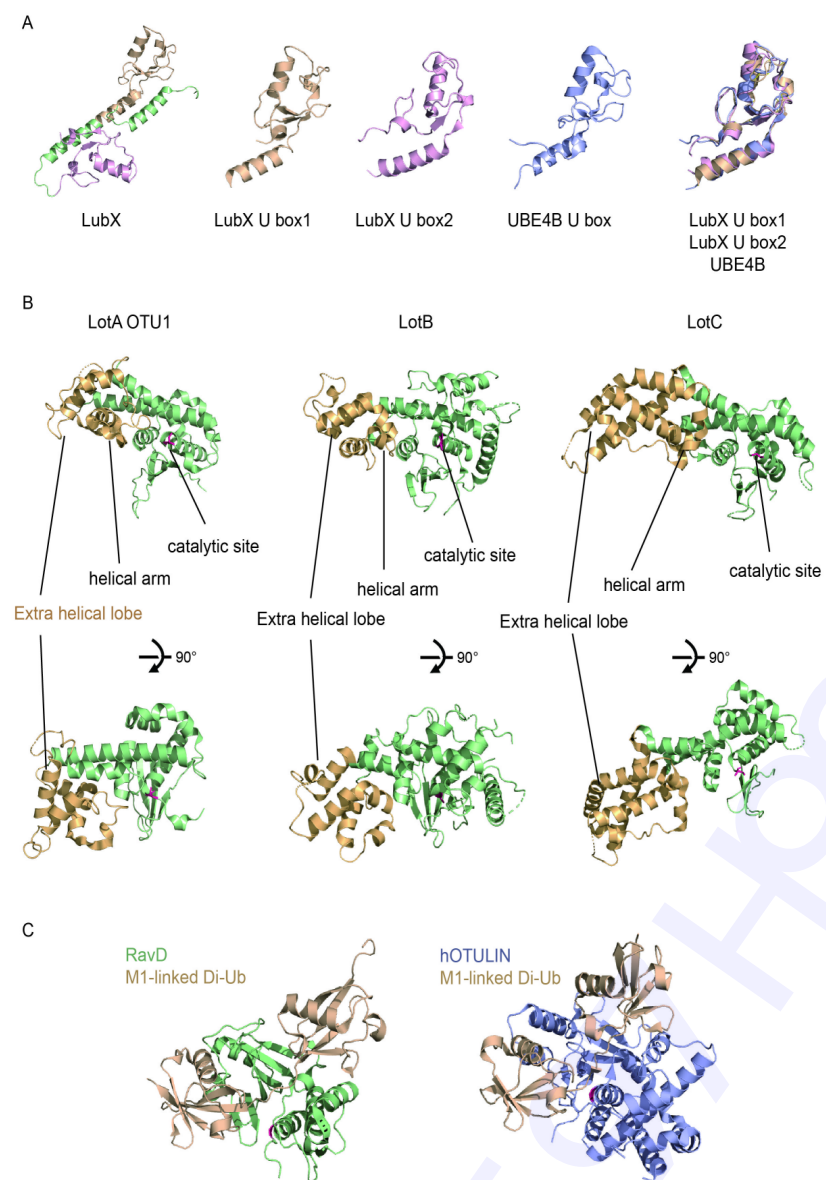 A
LubX
LubX U box1
LubX U box2
UBE4B U box
LubX U box1
LubX U box2
UBE4B
B
LotA OTU1
LotB
LotC
catalytic site
helical arm
Extra helical lobe
catalytic site
helical arm
Extra helical lobe
catalytic site
helical arm
Extra helical lobe
90°
90°
90°
C
RavD
M1-linked Di-Ub
hOTULIN
M1-linked Di-Ub